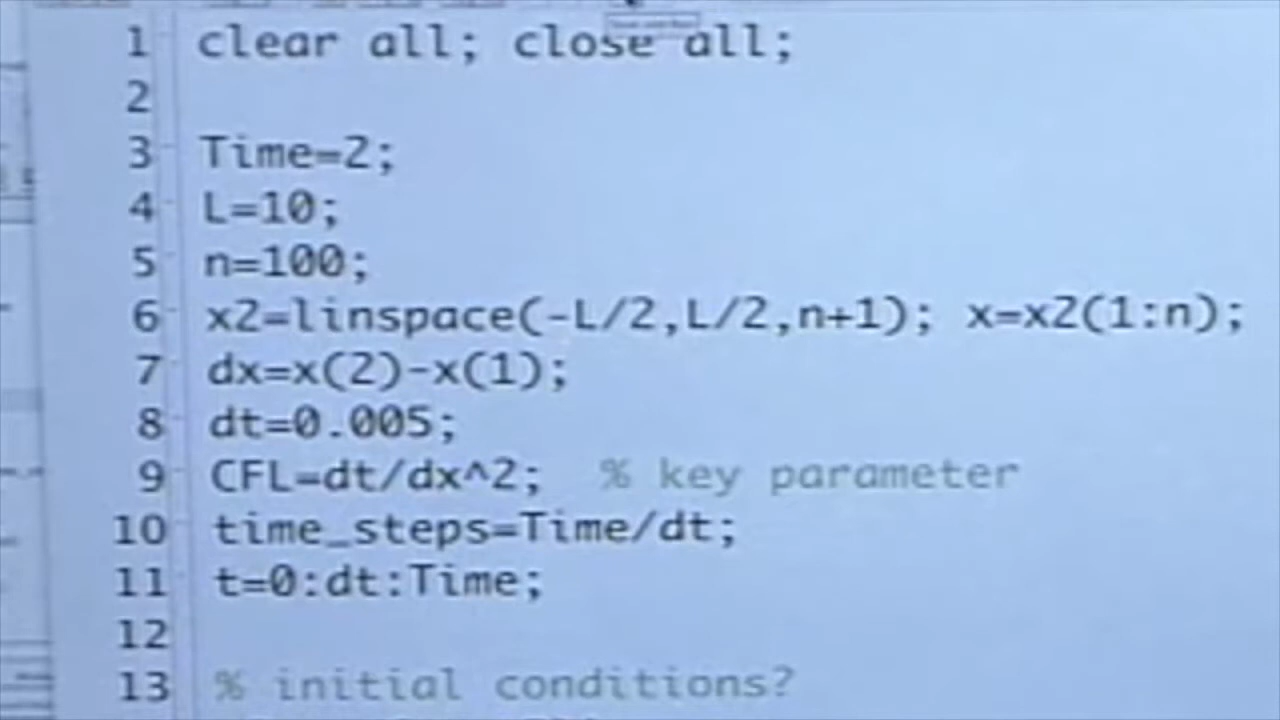 1 clear all; close all;
2
3 Time=2;
4 L=10;
5 n=100;
6 x2=linspace(-L/2,L/2,n+1); x=x2(1:n);
7 dx=x(2)-x(1);
8 dt=0.005;
9 CFL=dt/dx^2; % key parameter
10 time_steps=Time/dt;
11 t=0:dt:Time;
12
13 % initial conditions?